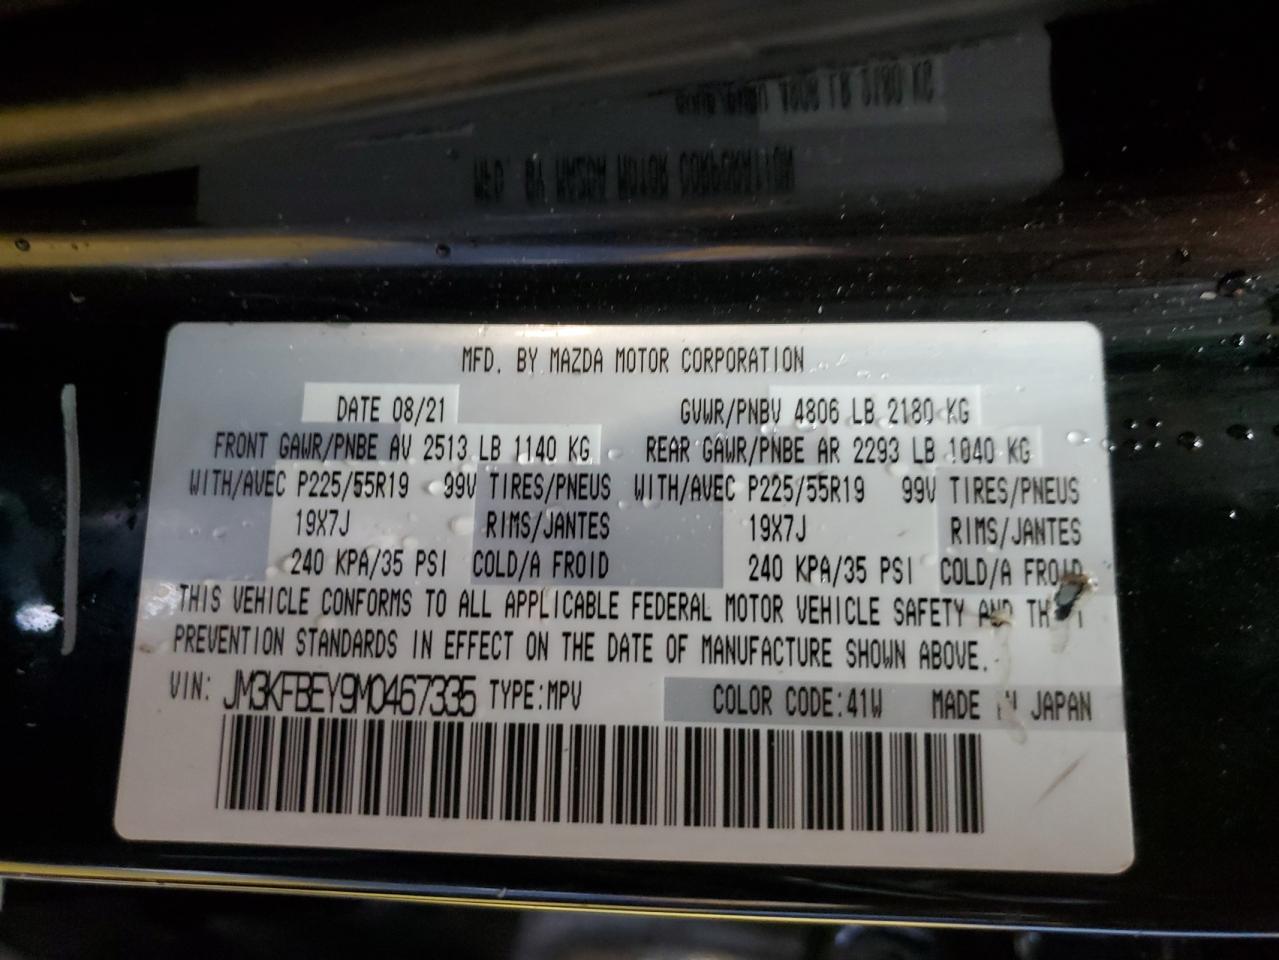 MFD. BY MAZDA MOTOR CORPORATION
DATE 08/21 GVWR/PNBV 4806 LB 2180 KG
FRONT GAWR/PNBE AV 2513 LB 1140 KG REAR GAWR/PNBE AR 2293 LB 1040 KG
WITH/AVEC P225/55R19 99V TIRES/PNEUS WITH/AVEC P225/55R19 99V TIRES/PNEUS
19X7J RIMS/JANTES 19X7J RIMS/JANTES
240 KPA/35 PSI COLD/A FROID 240 KPA/35 PSI COLD/A FROID
THIS VEHICLE CONFORMS TO ALL APPLICABLE FEDERAL MOTOR VEHICLE SAFETY AND
PREVENTION STANDARDS IN EFFECT ON THE DATE OF MANUFACTURE SHOWN ABOVE.
VIN: JM3KFBEY9M0467335 TYPE:MPV COLOR CODE:41W MADE IN JAPAN